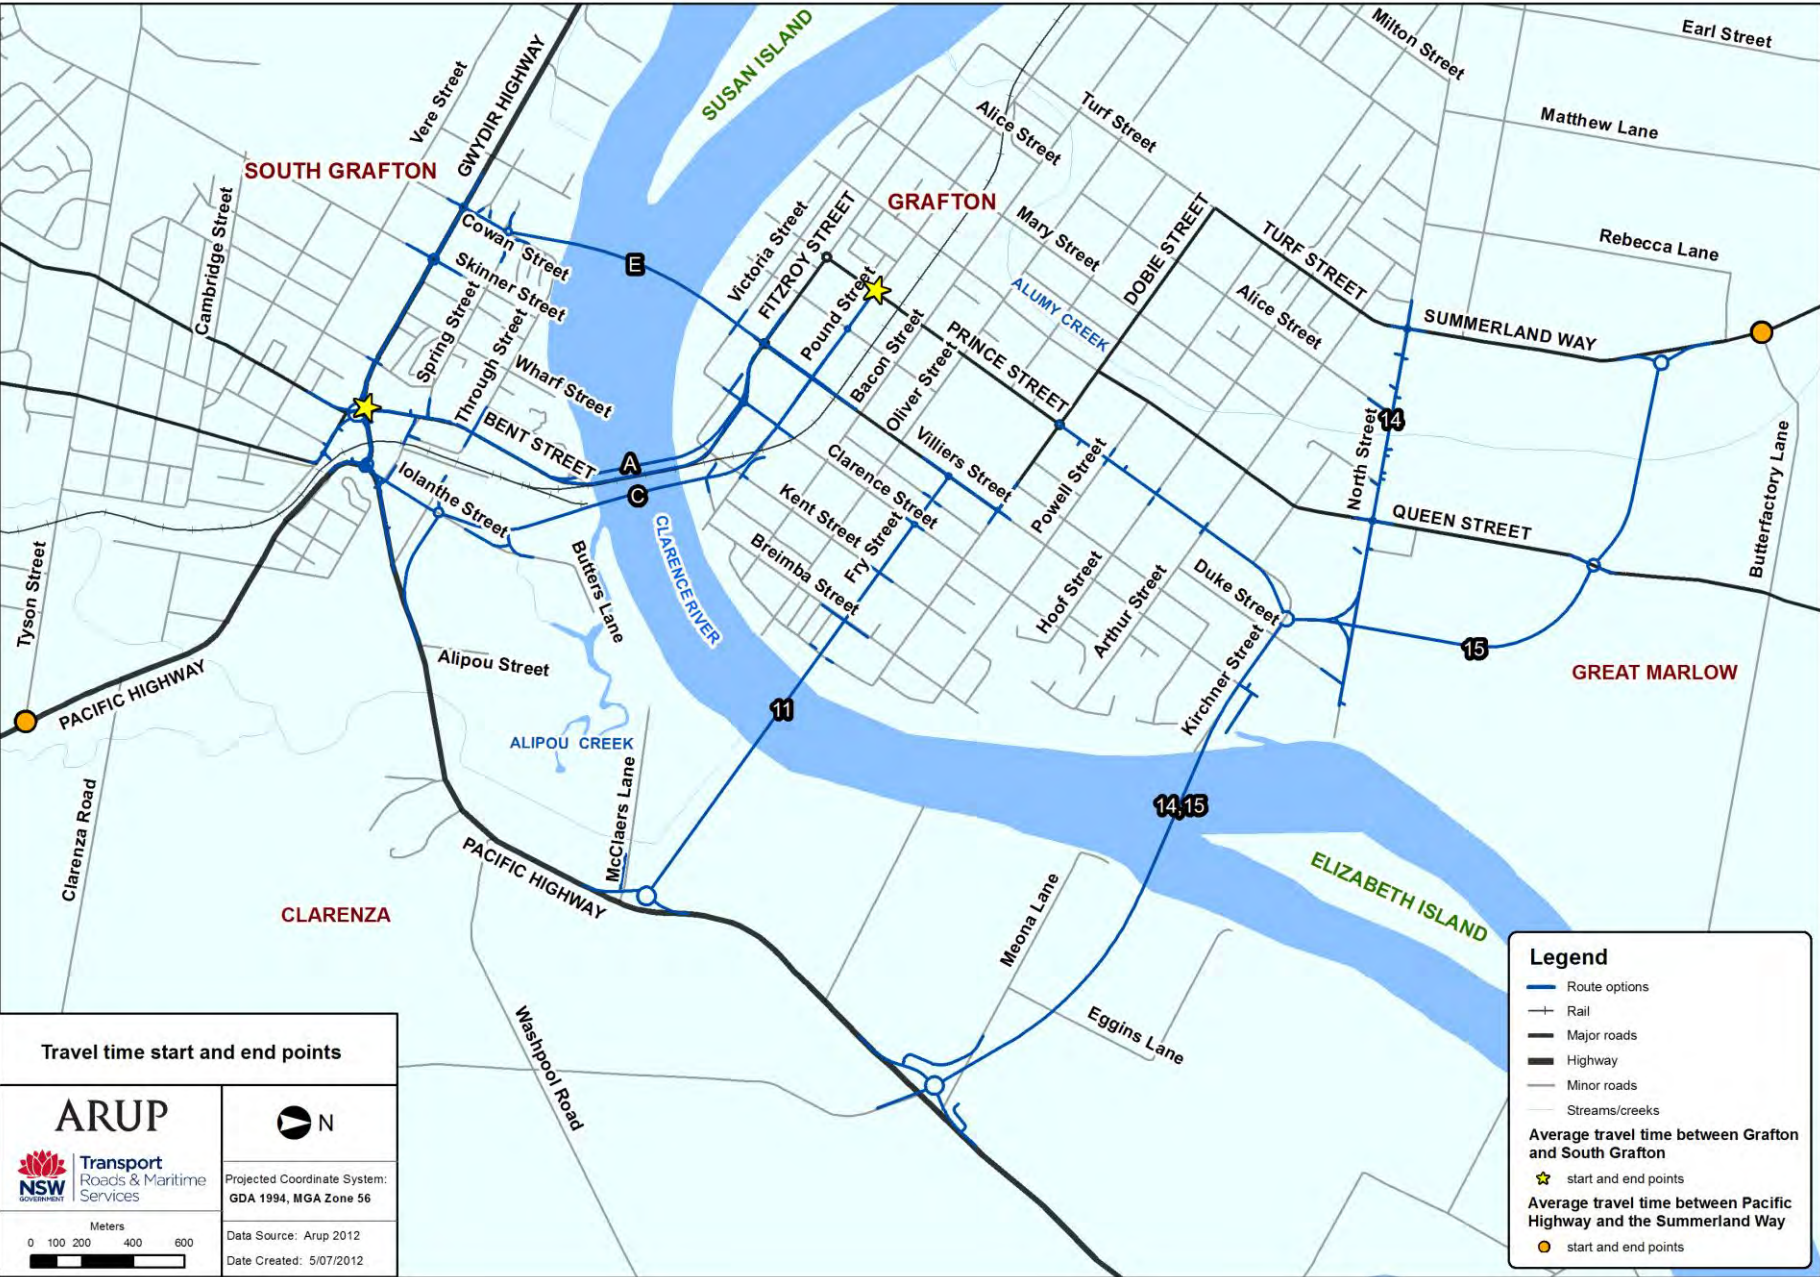 SUSAN ISLAND
Milton Street
Earl Street
Vere Street
GWYDIR HIGHWAY
Matthew Lane
Alice Street
Turf Street
SOUTH GRAFTON
GRAFTON
Cambridge Street
Cowan Street
Skinner Street
E
Victoria Street
FITZROY STREET
Mary Street
DOBIE STREET
TURF STREET
Rebecca Lane
Pound Street
ALUMY CREEK
Alice Street
SUMMERLAND WAY
Spring Street
Through Street
Wharf Street
Bacon Street
Oliver Street
PRINCE STREET
BENT STREET
A
C
14
North Street
Villiers Street
Clarence Street
Powell Street
QUEEN STREET
Butterfactory Lane
Iolanthe Street
Kent Street
Fry Street
Breimba Street
CLARENCE RIVER
Butters Lane
Tyson Street
Hoof Street
Arthur Street
Duke Street
Kirchner Street
15
GREAT MARLOW
Alipou Street
PACIFIC HIGHWAY
11
ALIPOU CREEK
McClaers Lane
14,15
Clarenza Road
PACIFIC HIGHWAY
CLARENZA
ELIZABETH ISLAND
Meona Lane
Eggins Lane
Washpool Road
Travel time start and end points
ARUP
N
NSW
GOVERNMENT
Transport
Roads & Maritime
Services
Projected Coordinate System:
GDA 1994, MGA Zone 56
Meters
0 100 200 400 600
Data Source: Arup 2012
Date Created: 5/07/2012
Legend
Route options
Rail
Major roads
Highway
Minor roads
Streams/creeks
Average travel time between Grafton
and South Grafton
start and end points
Average travel time between Pacific
Highway and the Summerland Way
start and end points